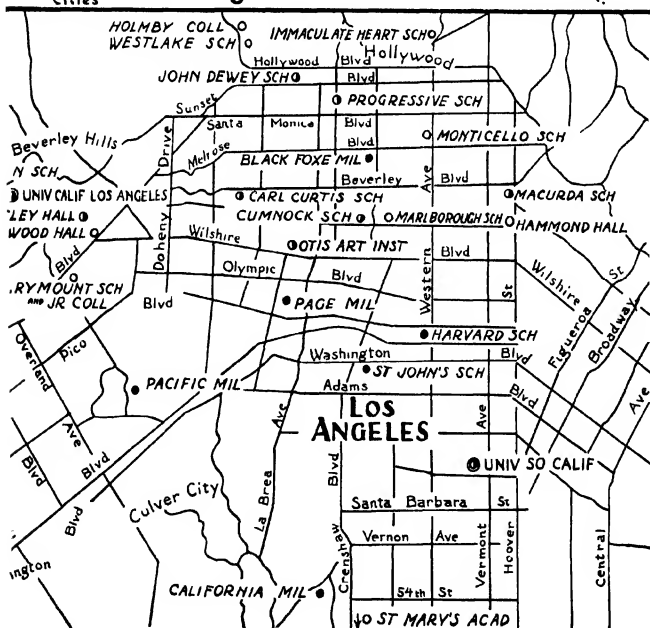 Cities
HOLMBY COLL
WESTLAKE SCH
IMMACULATE HEART SCH
Hollywood
Hollywood Blvd
JOHN DEWEY SCH
Blvd
Sunset
PROGRESSIVE SCH
Santa Monica Blvd
MONTICELLO SCH
Beverley Hills
Drive
Melrose
Blvd
BLACK FOXE MIL
N SCH
Beverley Blvd
UNIV CALIF LOS ANGELES
CARL CURTIS SCH
Ave
MACURDA SCH
LEY HALL
CUMNOCK SCH
MARLBOROUGH SCH
HAMMOND HALL
WOOD HALL
Doheny
Wilshire
OTIS ART INST
Blvd
Blvd
Olympic Blvd
Western
Wilshire
St
RYMOUNT SCH
AND JR COLL
Blvd
PAGE MIL
St
Figueroa
Broadway
HARVARD SCH
Overland
Pico
Washington Blvd
ST JOHN'S SCH
PACIFIC MIL
Adams Blvd
Ave
LOS
ANGELES
Ave
Ave
Ave
Blvd
UNIV SO CALIF
Blvd
Blvd
Blvd
Culver City
La Brea
Santa Barbara St
Vernon Ave
Crenshaw
Vermont
Hoover
Central
ington
CALIFORNIA MIL
54th St
ST MARY'S ACAD